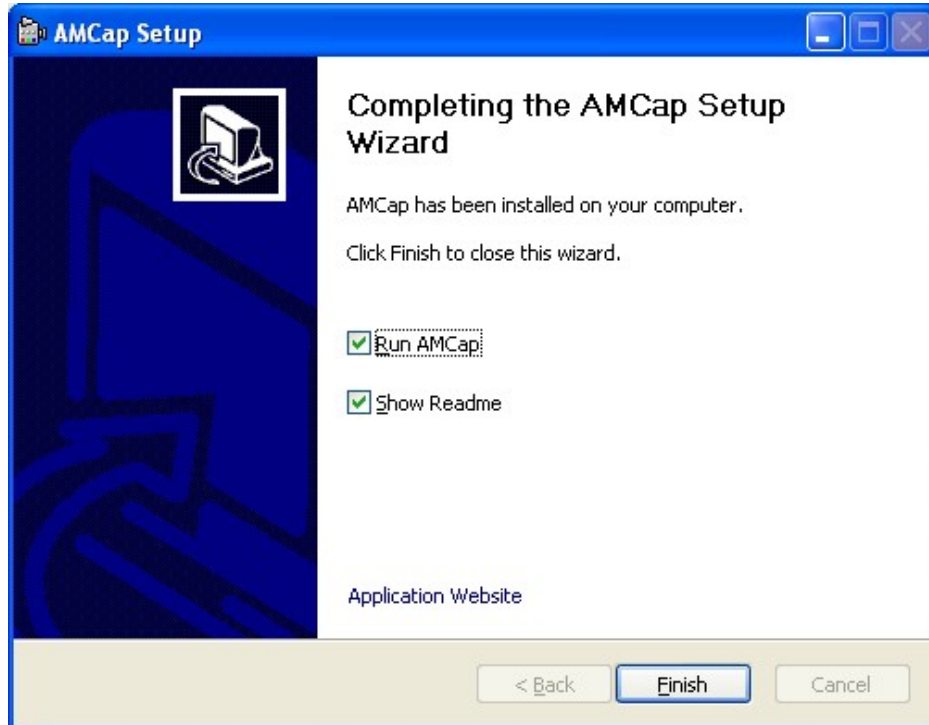 AMCap Setup
Completing the AMCap Setup
Wizard
AMCap has been installed on your computer.
Click Finish to close this wizard.
Run AMCap
Show Readme
Application Website
< Back Finish Cancel